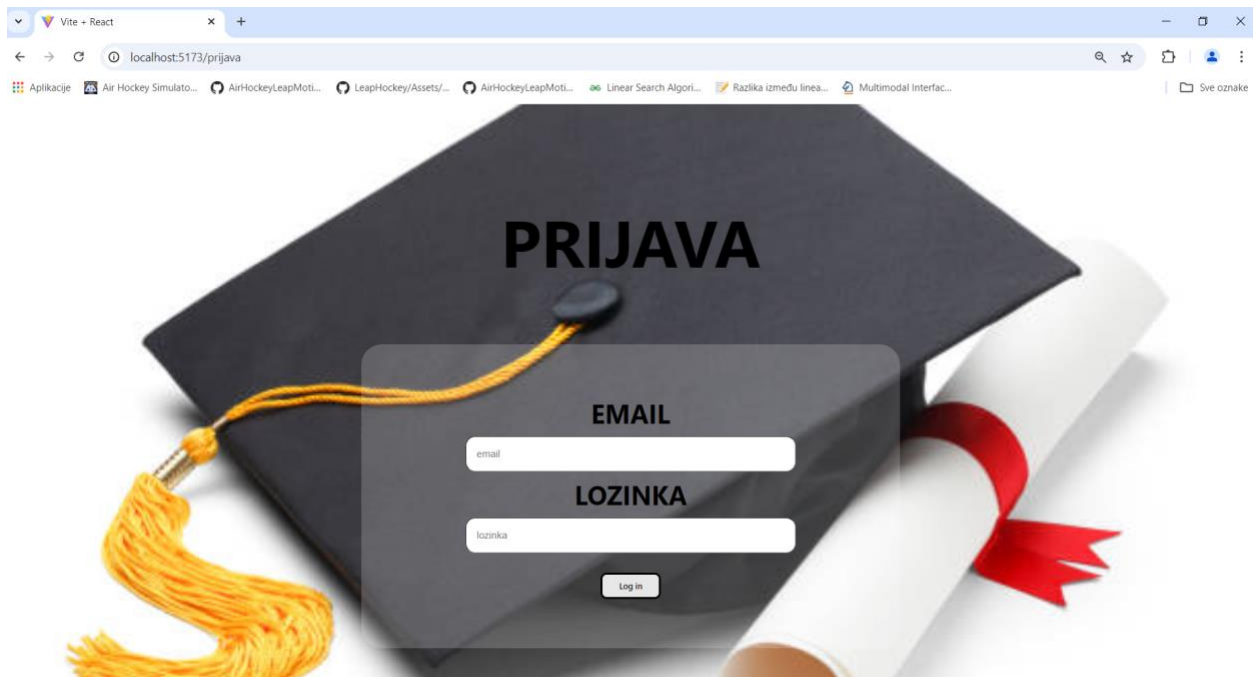 Vite + React
localhost:5173/prijava
Aplikacije Air Hockey Simulato... AirHockeyLeapMoti... LeapHockey/Assets/... AirHockeyLeapMoti... Linear Search Algori... Razlika između linea... Multimodal Interfac... Sve oznake
PRIJAVA
EMAIL
email
LOZINKA
lozinka
Log in